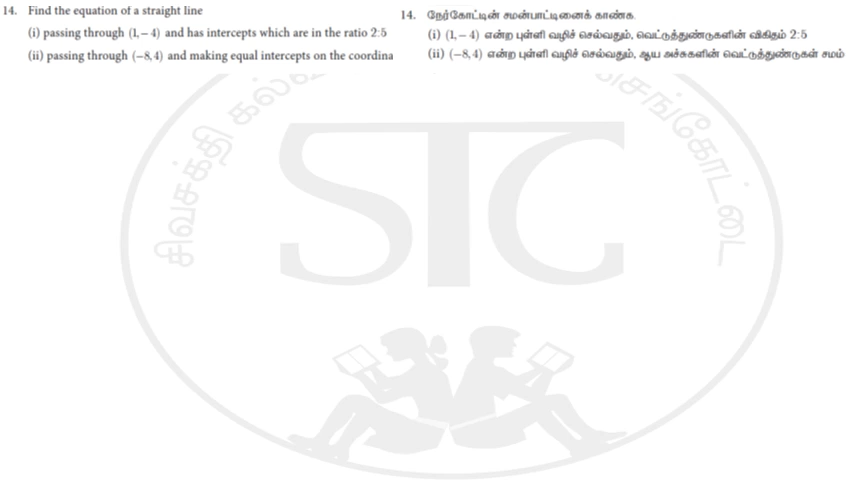 14. Find the equation of a straight line
(i) passing through (1,– 4) and has intercepts which are in the ratio 2:5
(ii) passing through (–8, 4) and making equal intercepts on the coordina
14. நேர்கோட்டின் சமன்பாட்டினைக் காண்க.
(i) (1,– 4) என்ற புள்ளி வழிச் செல்வதும், வெட்டுத்துண்டுகளின் விகிதம் 2:5
(ii) (–8, 4) என்ற புள்ளி வழிச் செல்வதும், ஆய அச்சுகளின் வெட்டுத்துண்டுகள் சமம்
சிவசக்தி
செங்கோட்டை
STC